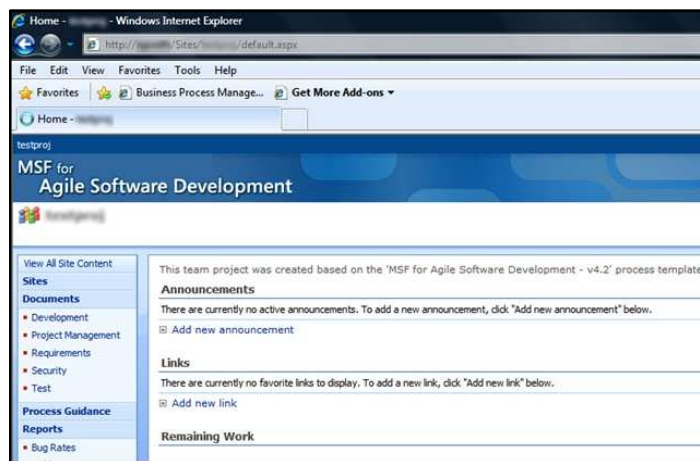 Home - - Windows Internet Explorer
http:// /Sites/ /default.aspx
File Edit View Favorites Tools Help
Favorites Business Process Manage... Get More Add-ons
Home -
testproj
MSF for
Agile Software Development
View All Site Content
Sites
Documents
Development
Project Management
Requirements
Security
Test
Process Guidance
Reports
Bug Rates
This team project was created based on the 'MSF for Agile Software Development - v4.2' process template
Announcements
There are currently no active announcements. To add a new announcement, click "Add new announcement" below.
Add new announcement
Links
There are currently no favorite links to display. To add a new link, click "Add new link" below.
Add new link
Remaining Work